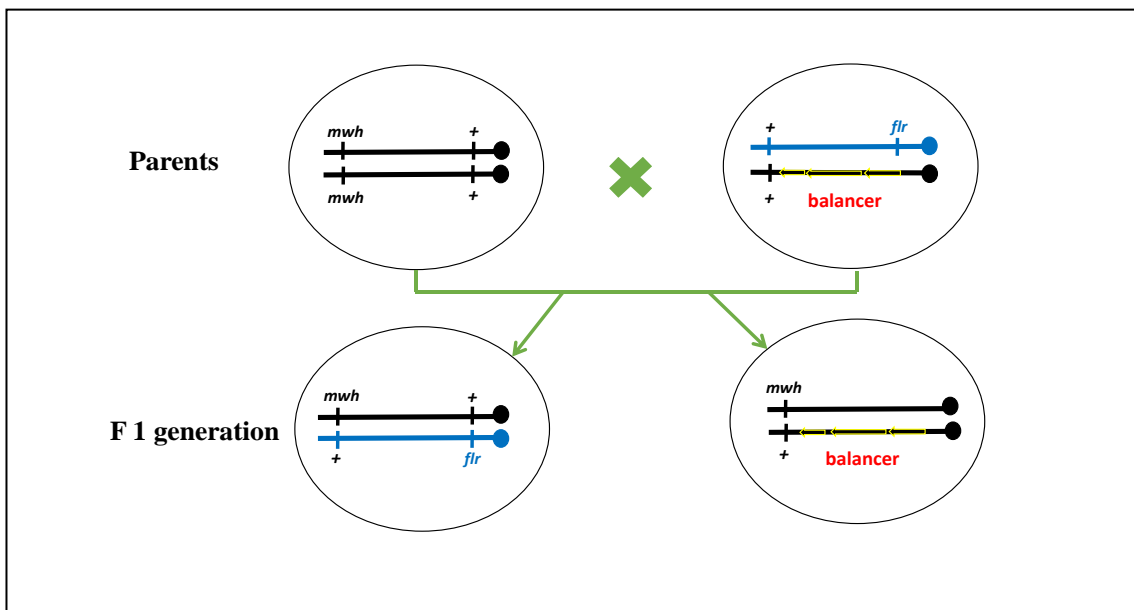 Parents
mwh +
mwh +
+ flr
+
balancer
F 1 generation
mwh +
+ flr
mwh
+
balancer